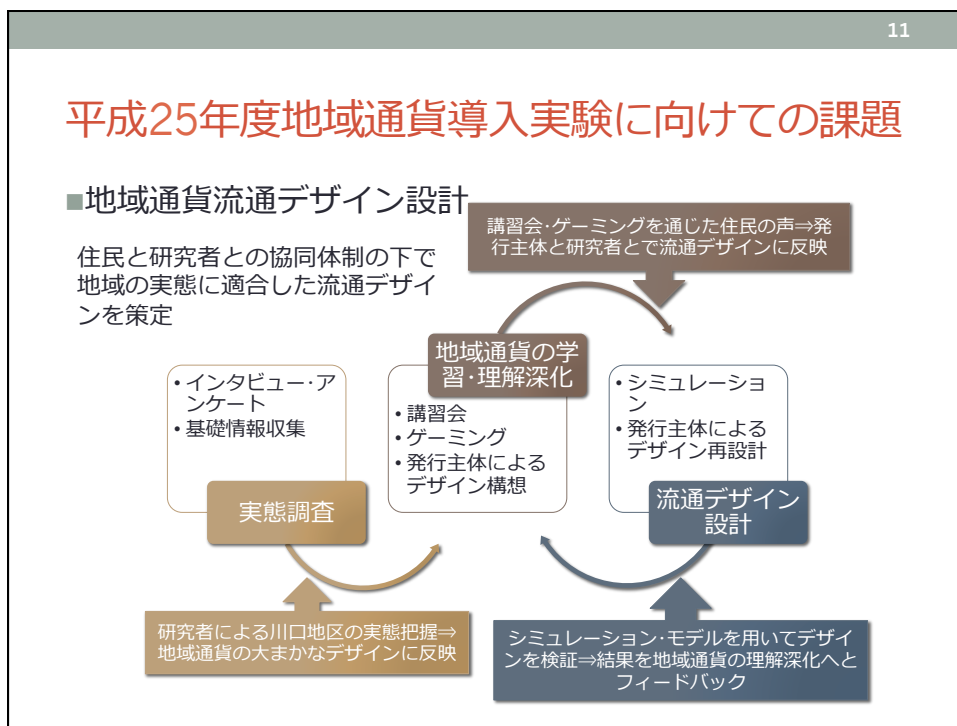 11
平成25年度地域通貨導入実験に向けての課題
■地域通貨流通デザイン設計
住民と研究者との協同体制の下で
地域の実態に適合した流通デザイ
ンを策定
講習会・ゲーミングを通じた住民の声⇒発
行主体と研究者とで流通デザインに反映
• インタビュー・ア
ンケート
• 基礎情報収集
実態調査
地域通貨の学
習・理解深化
• 講習会
• ゲーミング
• 発行主体による
デザイン構想
• シミュレーショ
ン
• 発行主体による
デザイン再設計
流通デザイン
設計
研究者による川口地区の実態把握⇒
地域通貨の大まかなデザインに反映
シミュレーション・モデルを用いてデザイ
ンを検証⇒結果を地域通貨の理解深化へと
フィードバック